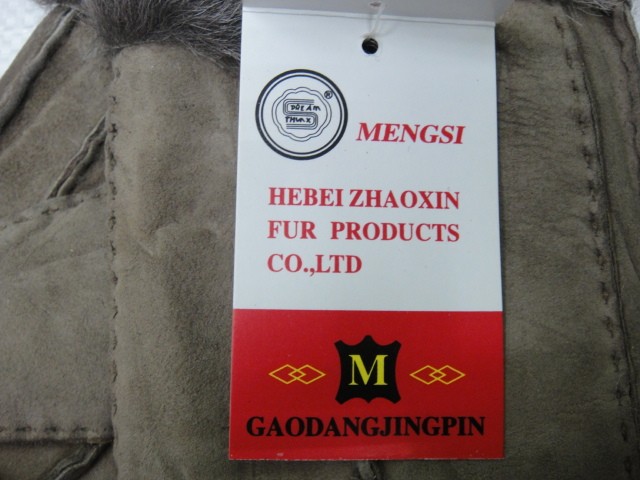 ®
MENGSI
HEBEI ZHAOXIN
FUR PRODUCTS
CO.,LTD
M
GAODANGJINGPIN